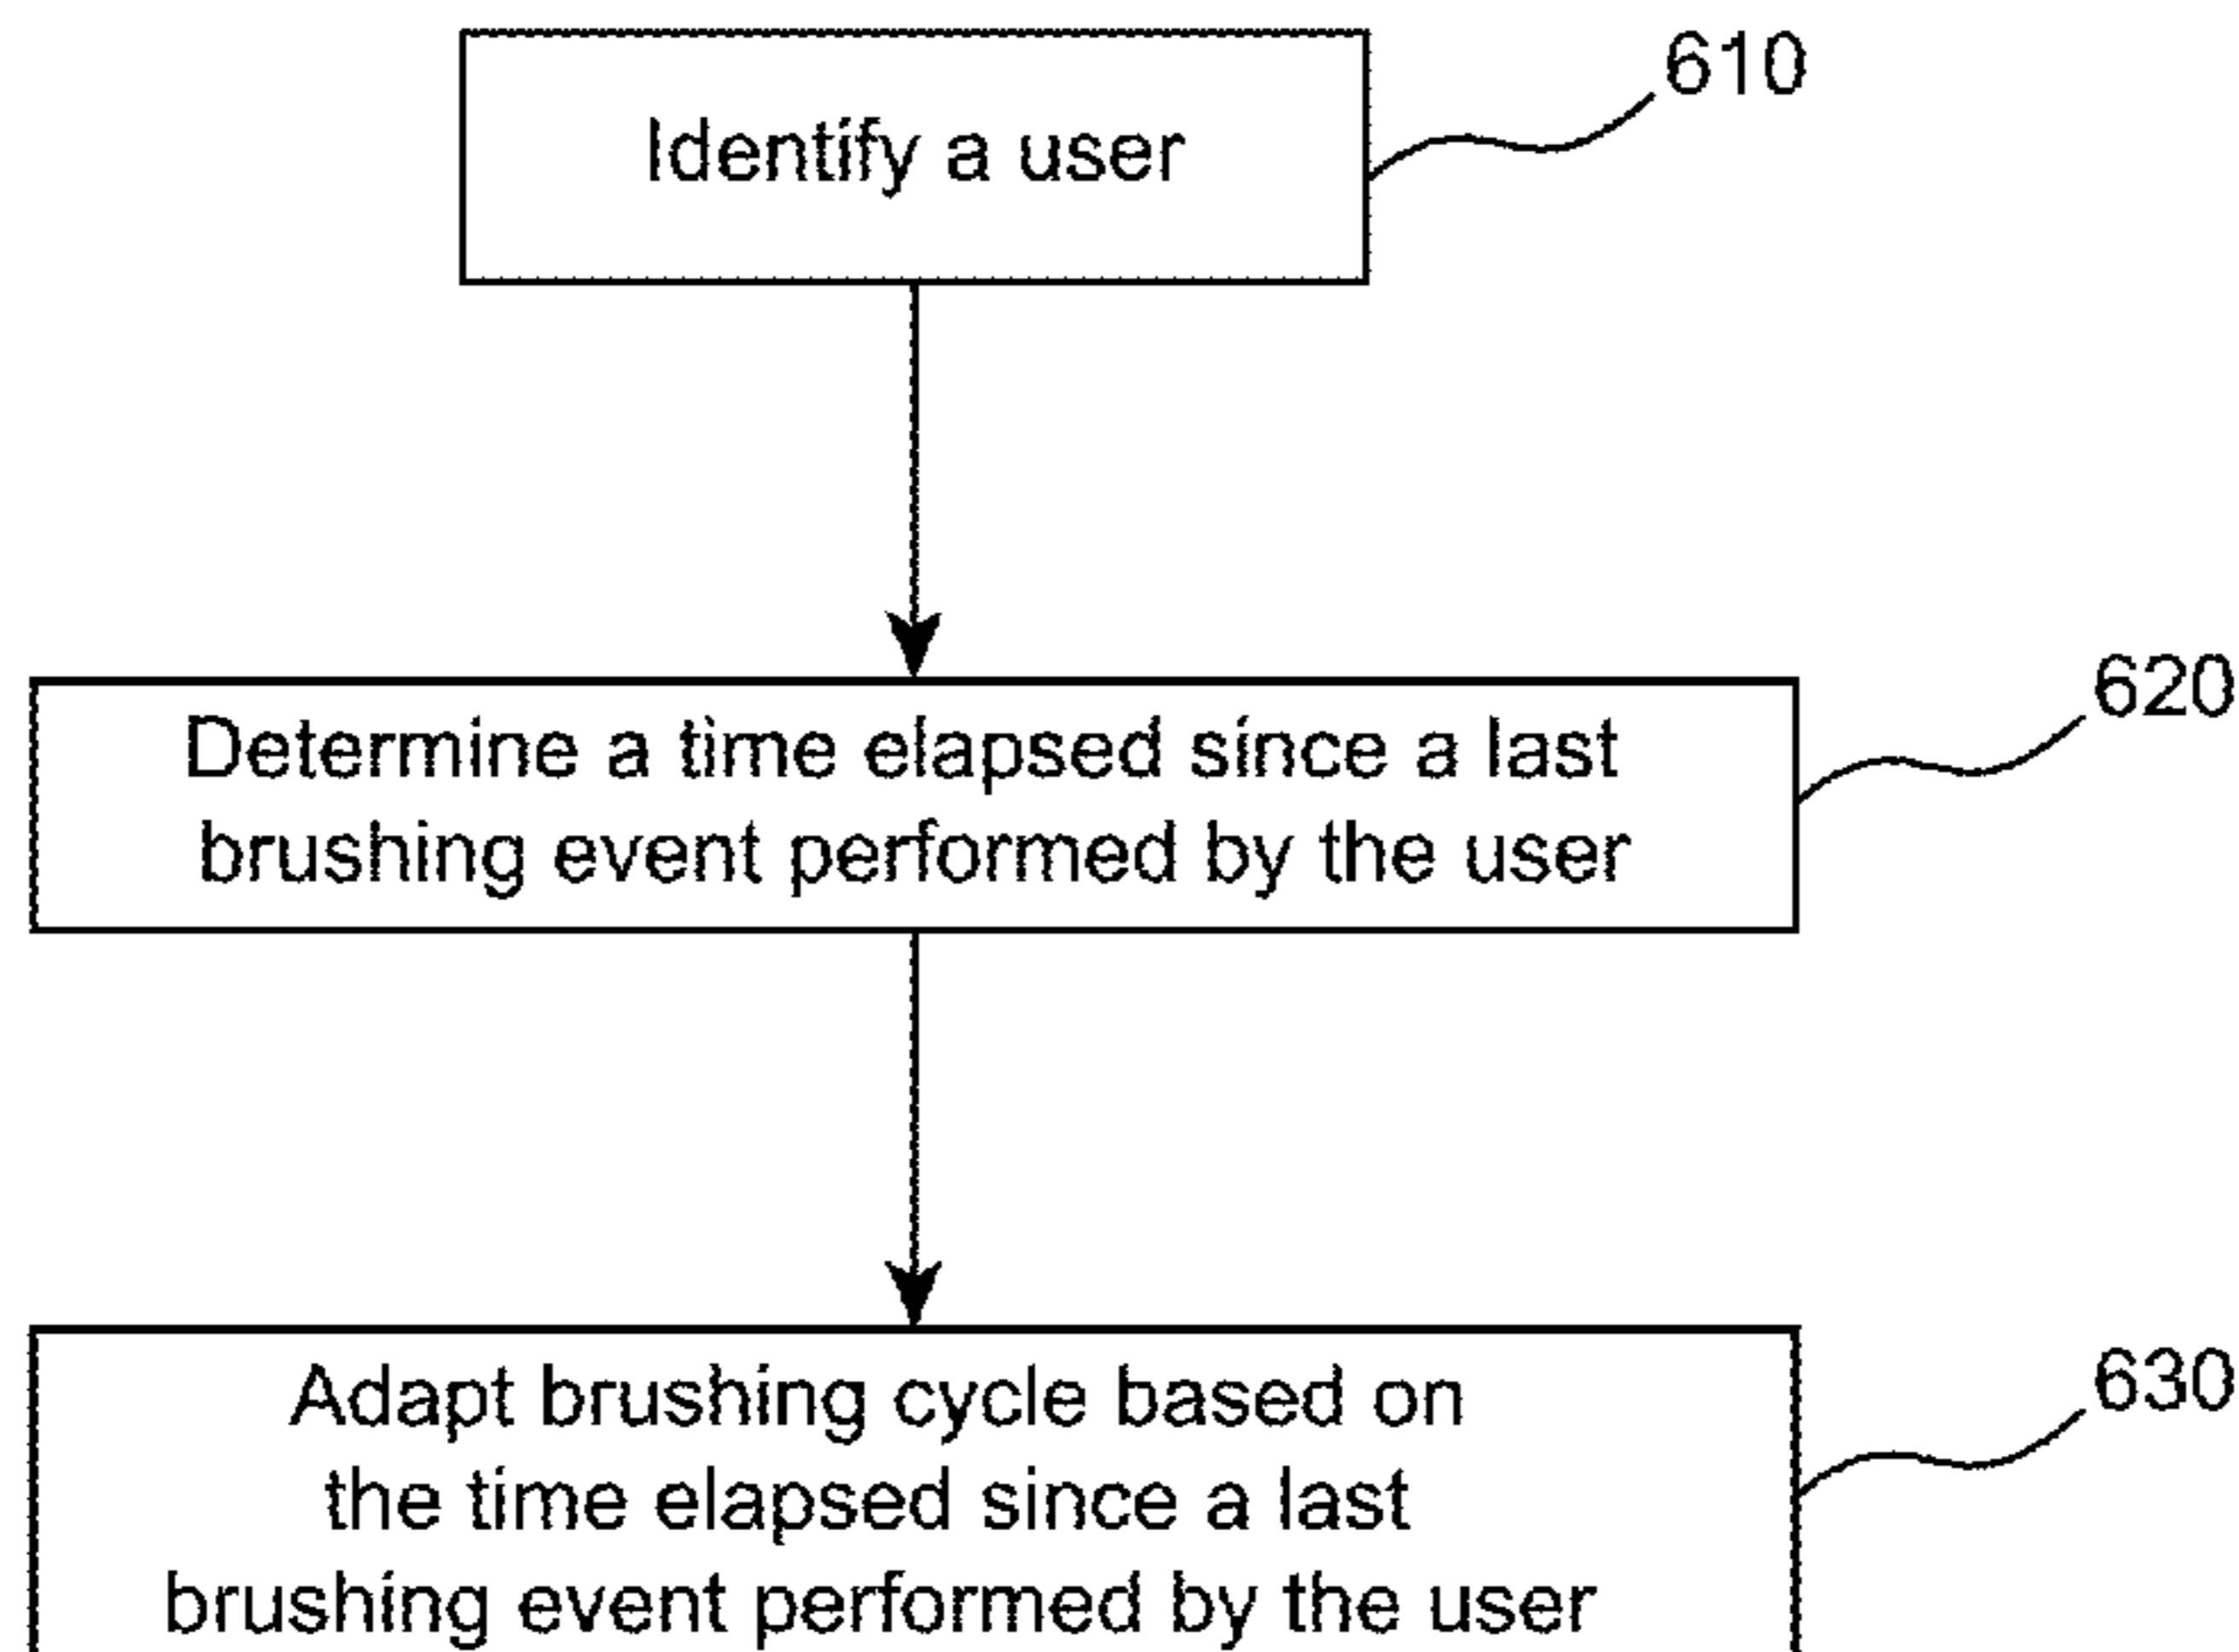 Identify a user
610
Determine a time elapsed since a last
brushing event performed by the user
620
Adapt brushing cycle based on
the time elapsed since a last
brushing event performed by the user
630